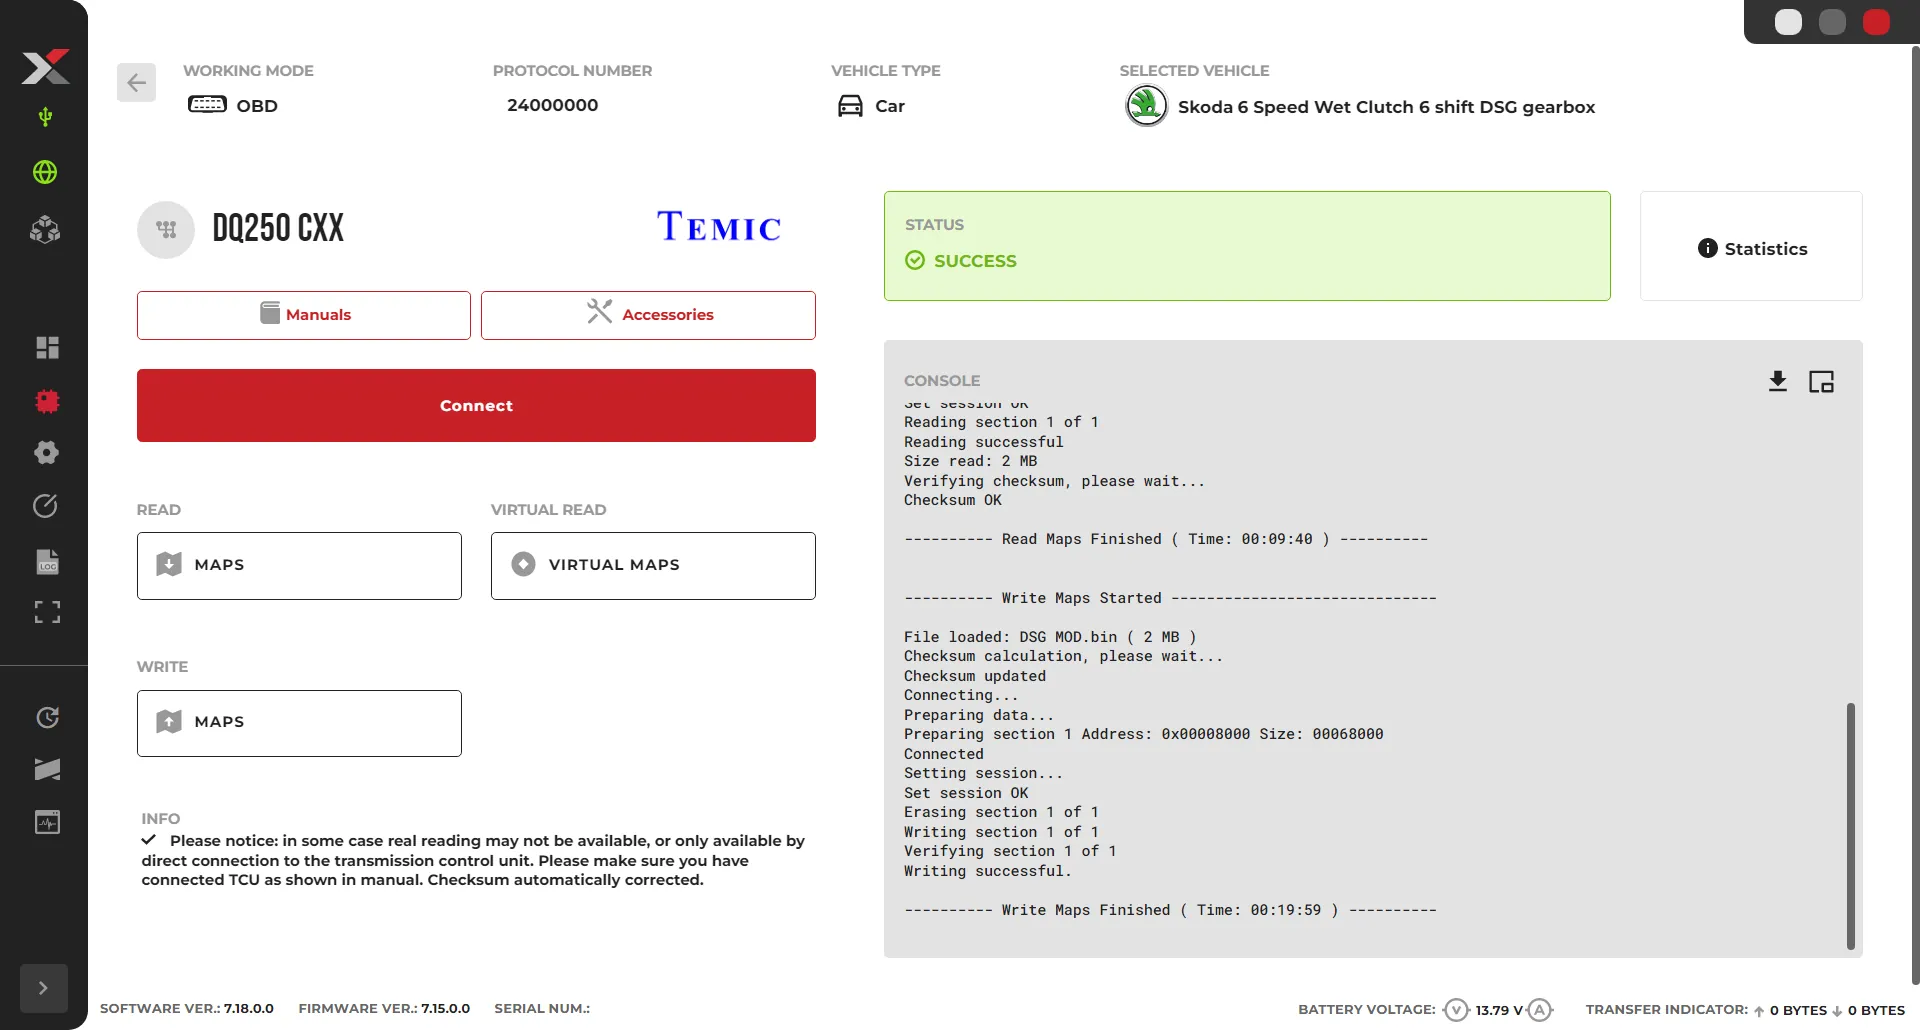 WORKING MODE
OBD
PROTOCOL NUMBER
24000000
VEHICLE TYPE
Car
SELECTED VEHICLE
Skoda 6 Speed Wet Clutch 6 shift DSG gearbox
DQ250 CXX
TEMIC
Manuals
Accessories
Connect
READ
MAPS
VIRTUAL READ
VIRTUAL MAPS
WRITE
MAPS
INFO
Please notice: in some case real reading may not be available, or only available by
direct connection to the transmission control unit. Please make sure you have
connected TCU as shown in manual. Checksum automatically corrected.
STATUS
SUCCESS
Statistics
CONSOLE
Set session OK
Reading section 1 of 1
Reading successful
Size read: 2 MB
Verifying checksum, please wait...
Checksum OK
---------- Read Maps Finished ( Time: 00:09:40 ) ----------
---------- Write Maps Started ------------------------------
File loaded: DSG MOD.bin ( 2 MB )
Checksum calculation, please wait...
Checksum updated
Connecting...
Preparing data...
Preparing section 1 Address: 0x00008000 Size: 00068000
Connected
Setting session...
Set session OK
Erasing section 1 of 1
Writing section 1 of 1
Verifying section 1 of 1
Writing successful.
---------- Write Maps Finished ( Time: 00:19:59 ) ----------
LOG
SOFTWARE VER.: 7.18.0.0
FIRMWARE VER.: 7.15.0.0
SERIAL NUM.:
BATTERY VOLTAGE: V 13.79 V A
TRANSFER INDICATOR: 0 BYTES 0 BYTES